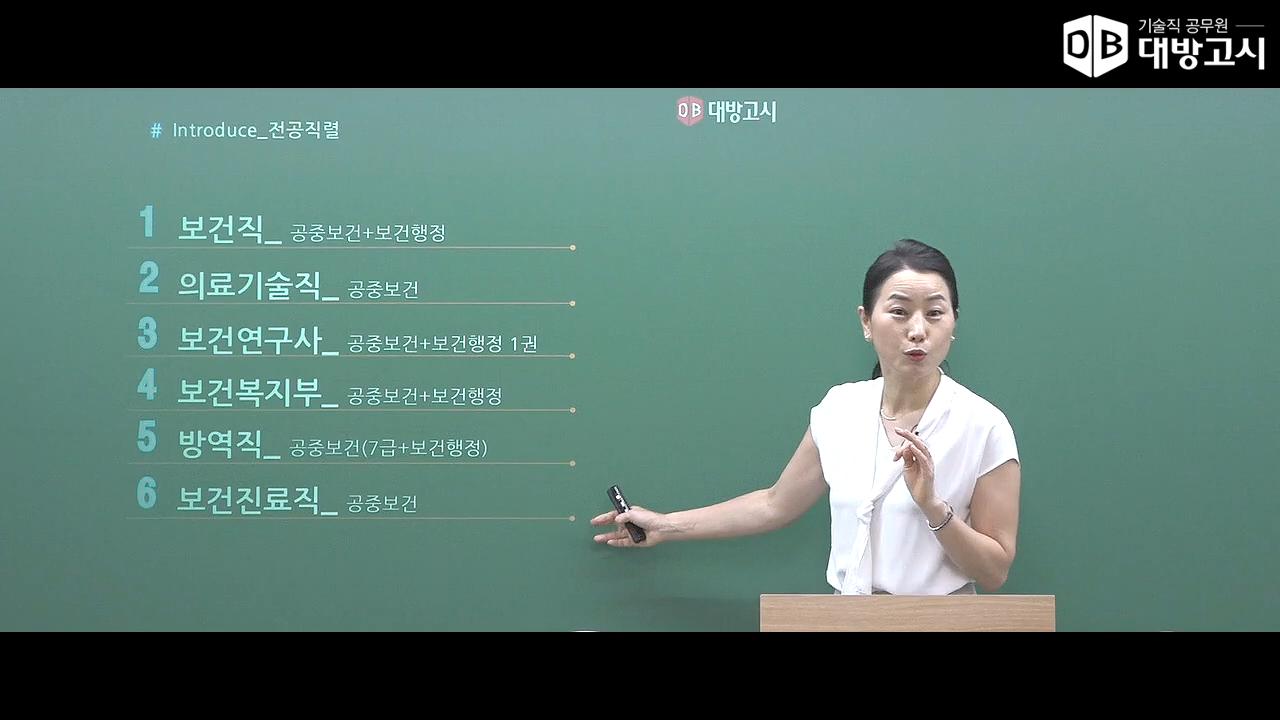 기술직 공무원
DB 대방고시
DB 대방고시
# Introduce_전공직렬
1 보건직_ 공중보건+보건행정
2 의료기술직_ 공중보건
3 보건연구사_ 공중보건+보건행정 1권
4 보건복지부_ 공중보건+보건행정
5 방역직_ 공중보건(7급+보건행정)
6 보건진료직_ 공중보건